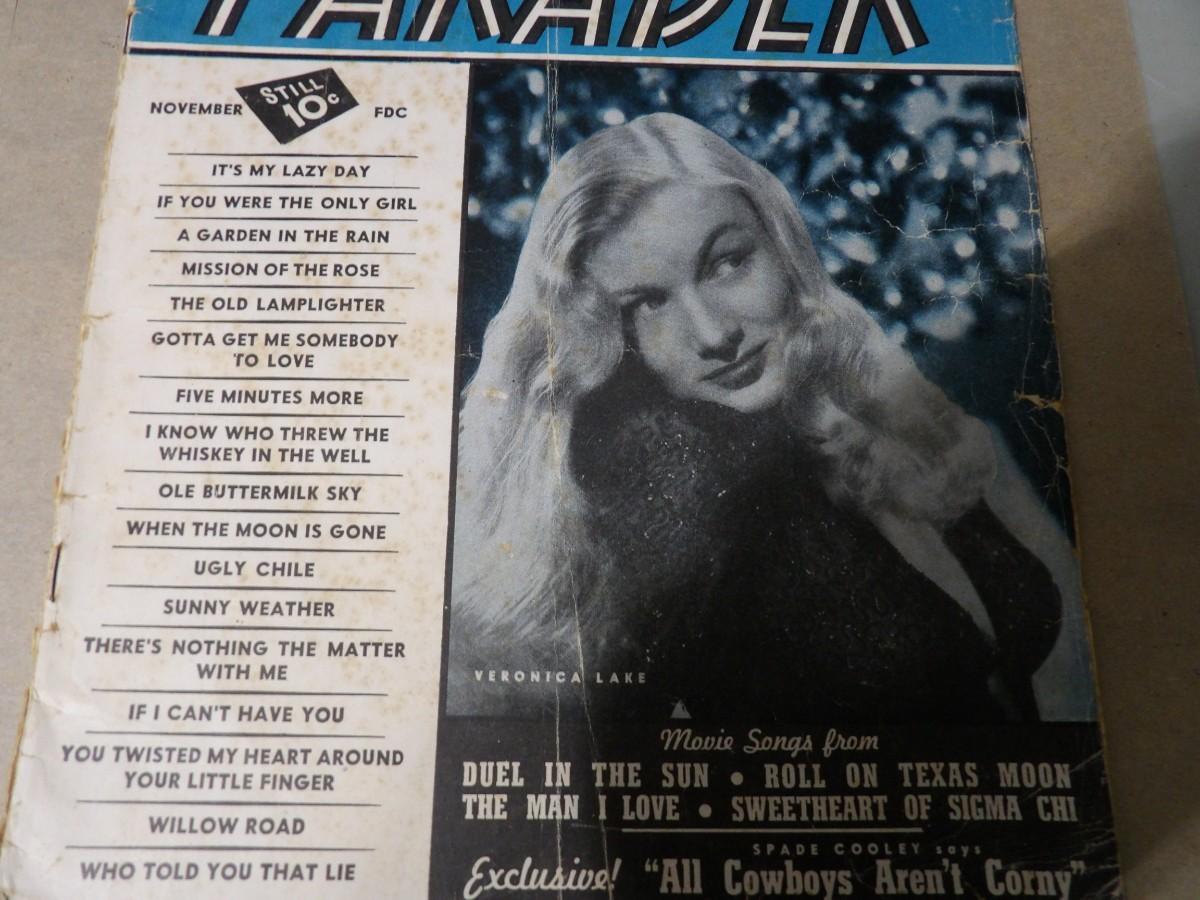 PARADER
NOVEMBER STILL 10¢ FDC
IT'S MY LAZY DAY
IF YOU WERE THE ONLY GIRL
A GARDEN IN THE RAIN
MISSION OF THE ROSE
THE OLD LAMPLIGHTER
GOTTA GET ME SOMEBODY
TO LOVE
FIVE MINUTES MORE
I KNOW WHO THREW THE
WHISKEY IN THE WELL
OLE BUTTERMILK SKY
WHEN THE MOON IS GONE
UGLY CHILE
SUNNY WEATHER
THERE'S NOTHING THE MATTER
WITH ME
IF I CAN'T HAVE YOU
YOU TWISTED MY HEART AROUND
YOUR LITTLE FINGER
WILLOW ROAD
WHO TOLD YOU THAT LIE
VERONICA LAKE
Movie Songs from
DUEL IN THE SUN • ROLL ON TEXAS MOON
THE MAN I LOVE • SWEETHEART OF SIGMA CHI
SPADE COOLEY says
Exclusive! "All Cowboys Aren't Corny"